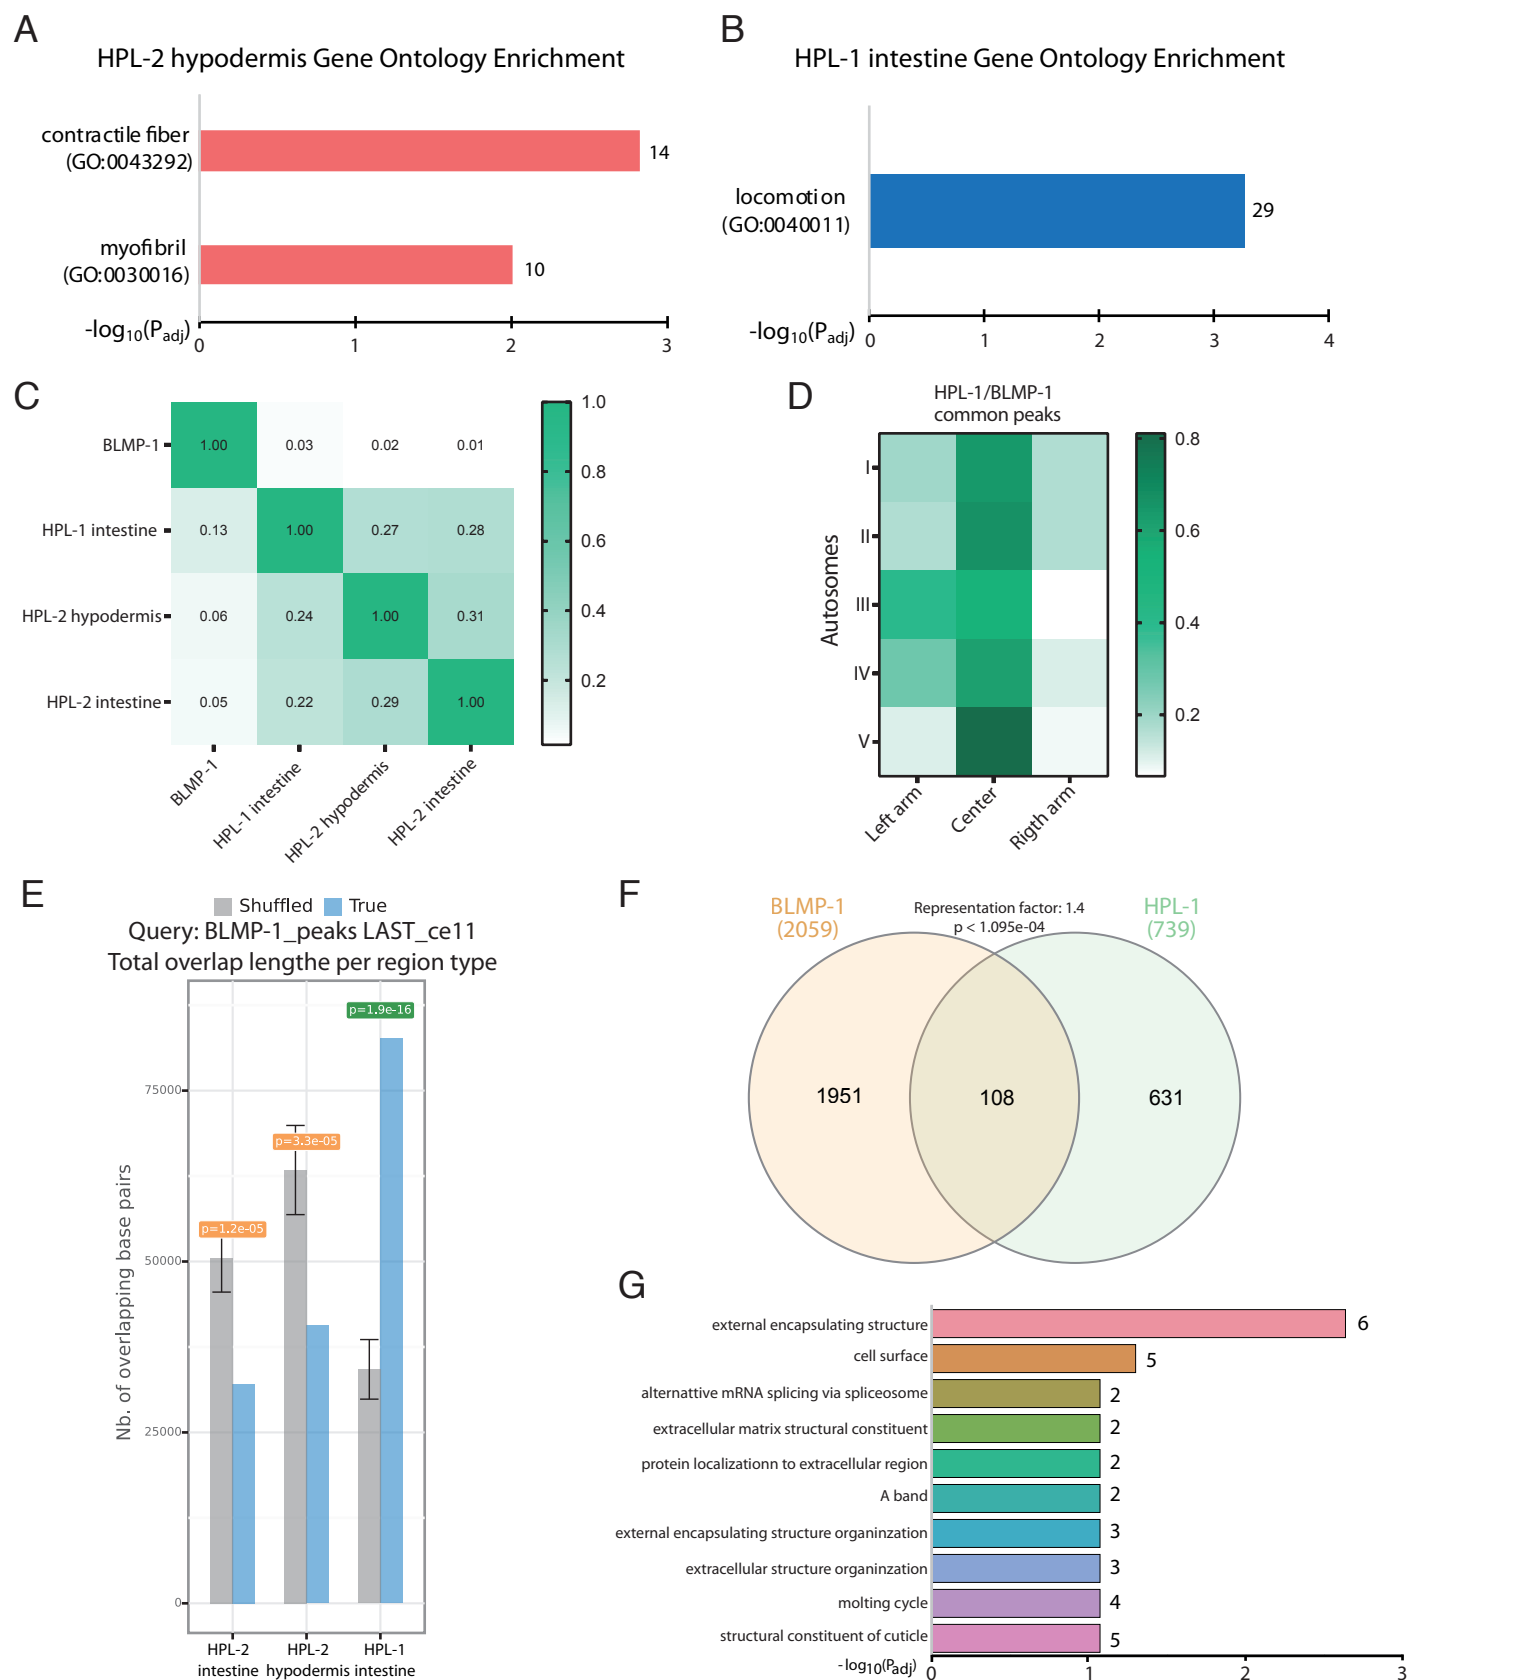 A
HPL-2 hypodermis Gene Ontology Enrichment
contractile fiber
(GO:0043292)
14
myofibril
(GO:0030016)
10
-log10(Padj)
0 1 2 3
B
HPL-1 intestine Gene Ontology Enrichment
locomotion
(GO:0040011)
29
-log10(Padj)
0 1 2 3 4
C
BLMP-1 1.00 0.03 0.02 0.01
HPL-1 intestine 0.13 1.00 0.27 0.28
HPL-2 hypodermis 0.06 0.24 1.00 0.31
HPL-2 intestine 0.05 0.22 0.29 1.00
BLMP-1 HPL-1 intestine HPL-2 hypodermis HPL-2 intestine
1.0
0.8
0.6
0.4
0.2
D
HPL-1/BLMP-1
common peaks
Autosomes
I
II
III
IV
V
Left arm Center Rigth arm
0.8
0.6
0.4
0.2
E
Shuffled True
Query: BLMP-1_peaks LAST_ce11
Total overlap lengthe per region type
Nb. of overlapping base pairs
75000
50000
25000
0
p=1.2e-05
p=3.3e-05
p=1.9e-16
HPL-2 HPL-2 HPL-1
intestine hypodermis intestine
F
BLMP-1
(2059)
Representation factor: 1.4
p < 1.095e-04
HPL-1
(739)
1951 108 631
G
external encapsulating structure 6
cell surface 5
alternattive mRNA splicing via spliceosome 2
extracellular matrix structural constituent 2
protein localizationn to extracellular region 2
A band 2
external encapsulating structure organinzation 3
extracellular structure organinzation 3
molting cycle 4
structural constituent of cuticle 5
-log10(Padj) 0 1 2 3